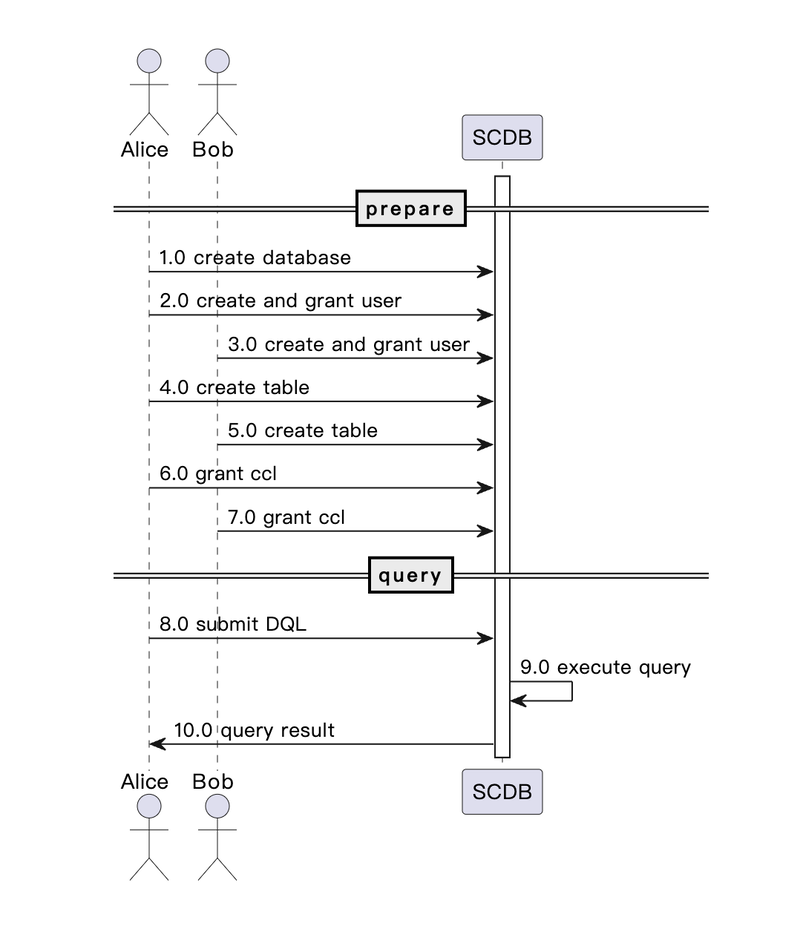 Alice Bob
SCDB
prepare
1.0 create database
2.0 create and grant user
3.0 create and grant user
4.0 create table
5.0 create table
6.0 grant ccl
7.0 grant ccl
query
8.0 submit DQL
9.0 execute query
10.0 query result
Alice Bob
SCDB